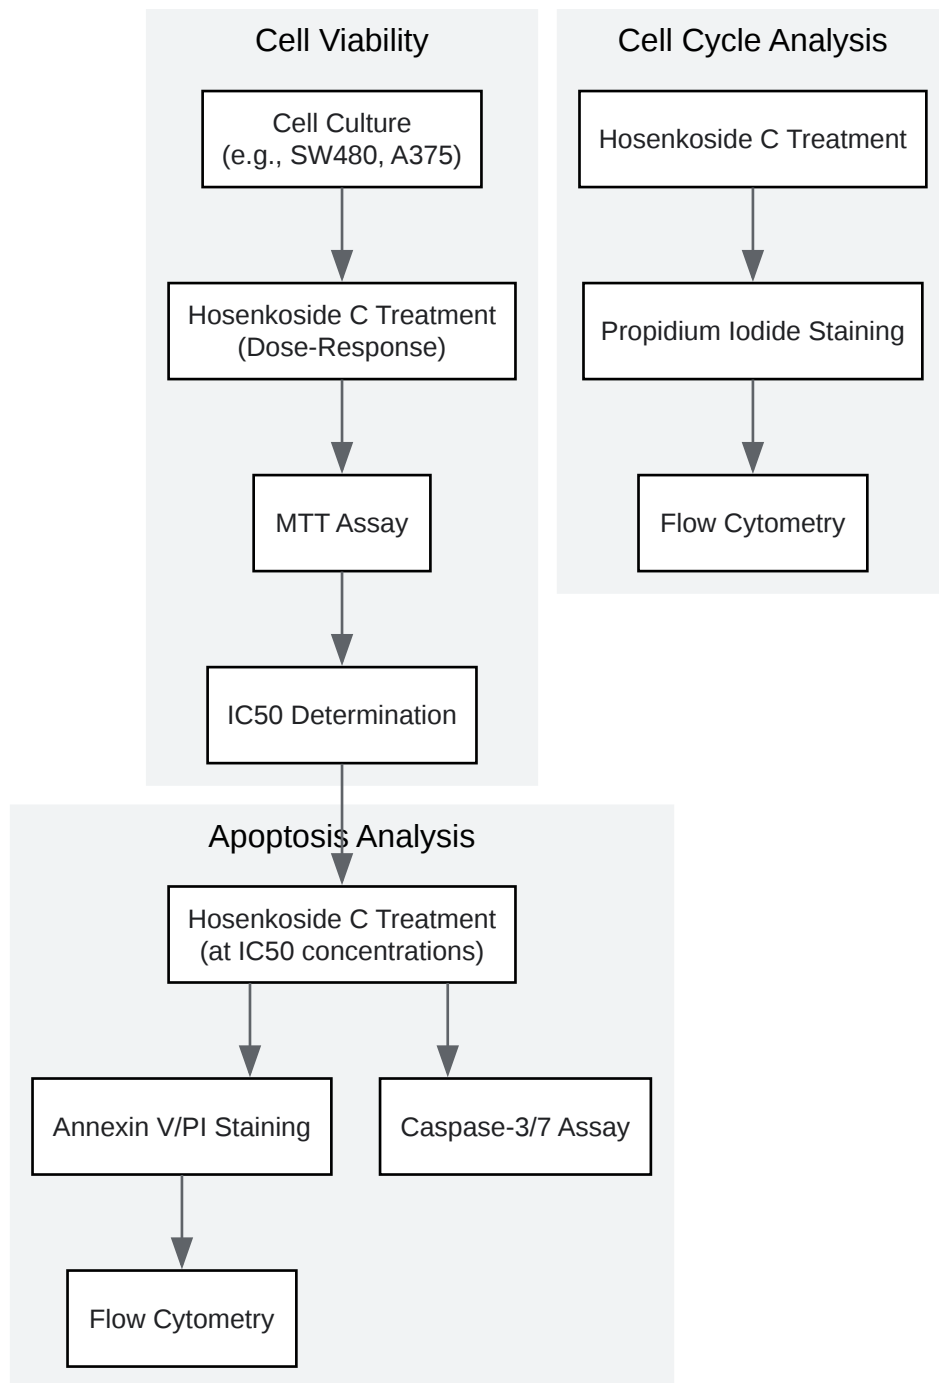 Cell Viability
Cell Culture
(e.g., SW480, A375)
Hosenkoside C Treatment
(Dose-Response)
MTT Assay
IC50 Determination
Cell Cycle Analysis
Hosenkoside C Treatment
Propidium Iodide Staining
Flow Cytometry
Apoptosis Analysis
Hosenkoside C Treatment
(at IC50 concentrations)
Annexin V/PI Staining
Caspase-3/7 Assay
Flow Cytometry